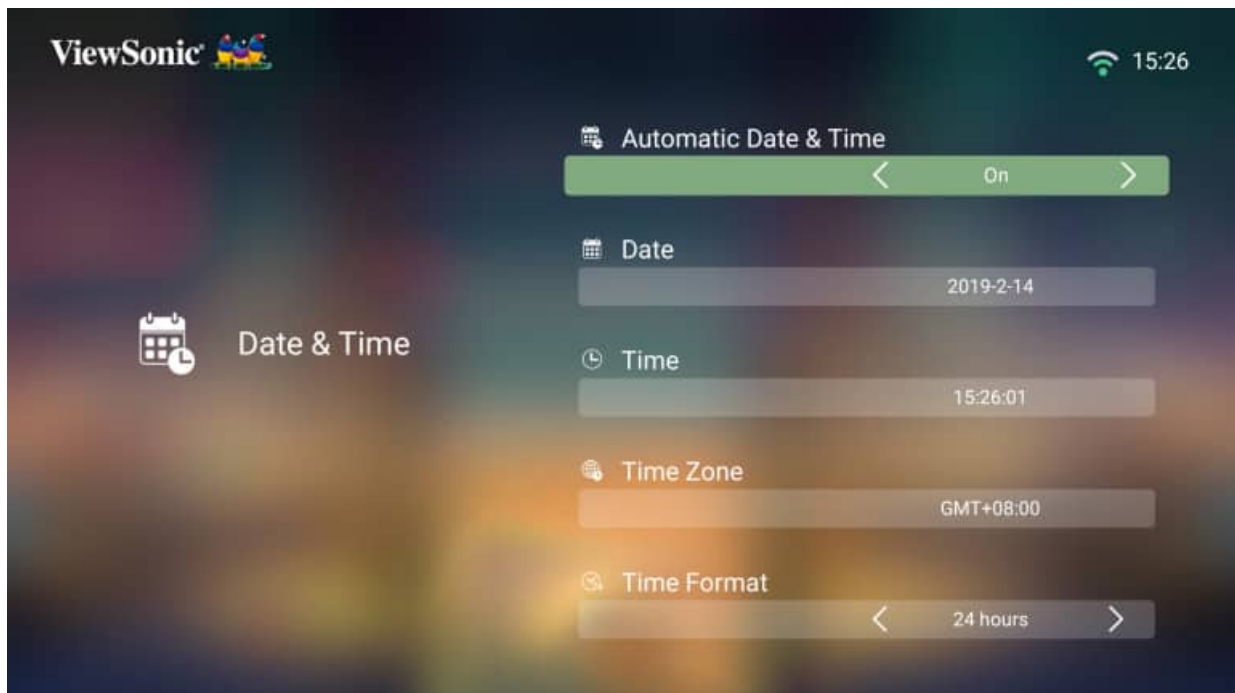 ViewSonic
15:26
Automatic Date & Time
On
Date
2019-2-14
Date & Time
Time
15:26:01
Time Zone
GMT+08:00
Time Format
24 hours